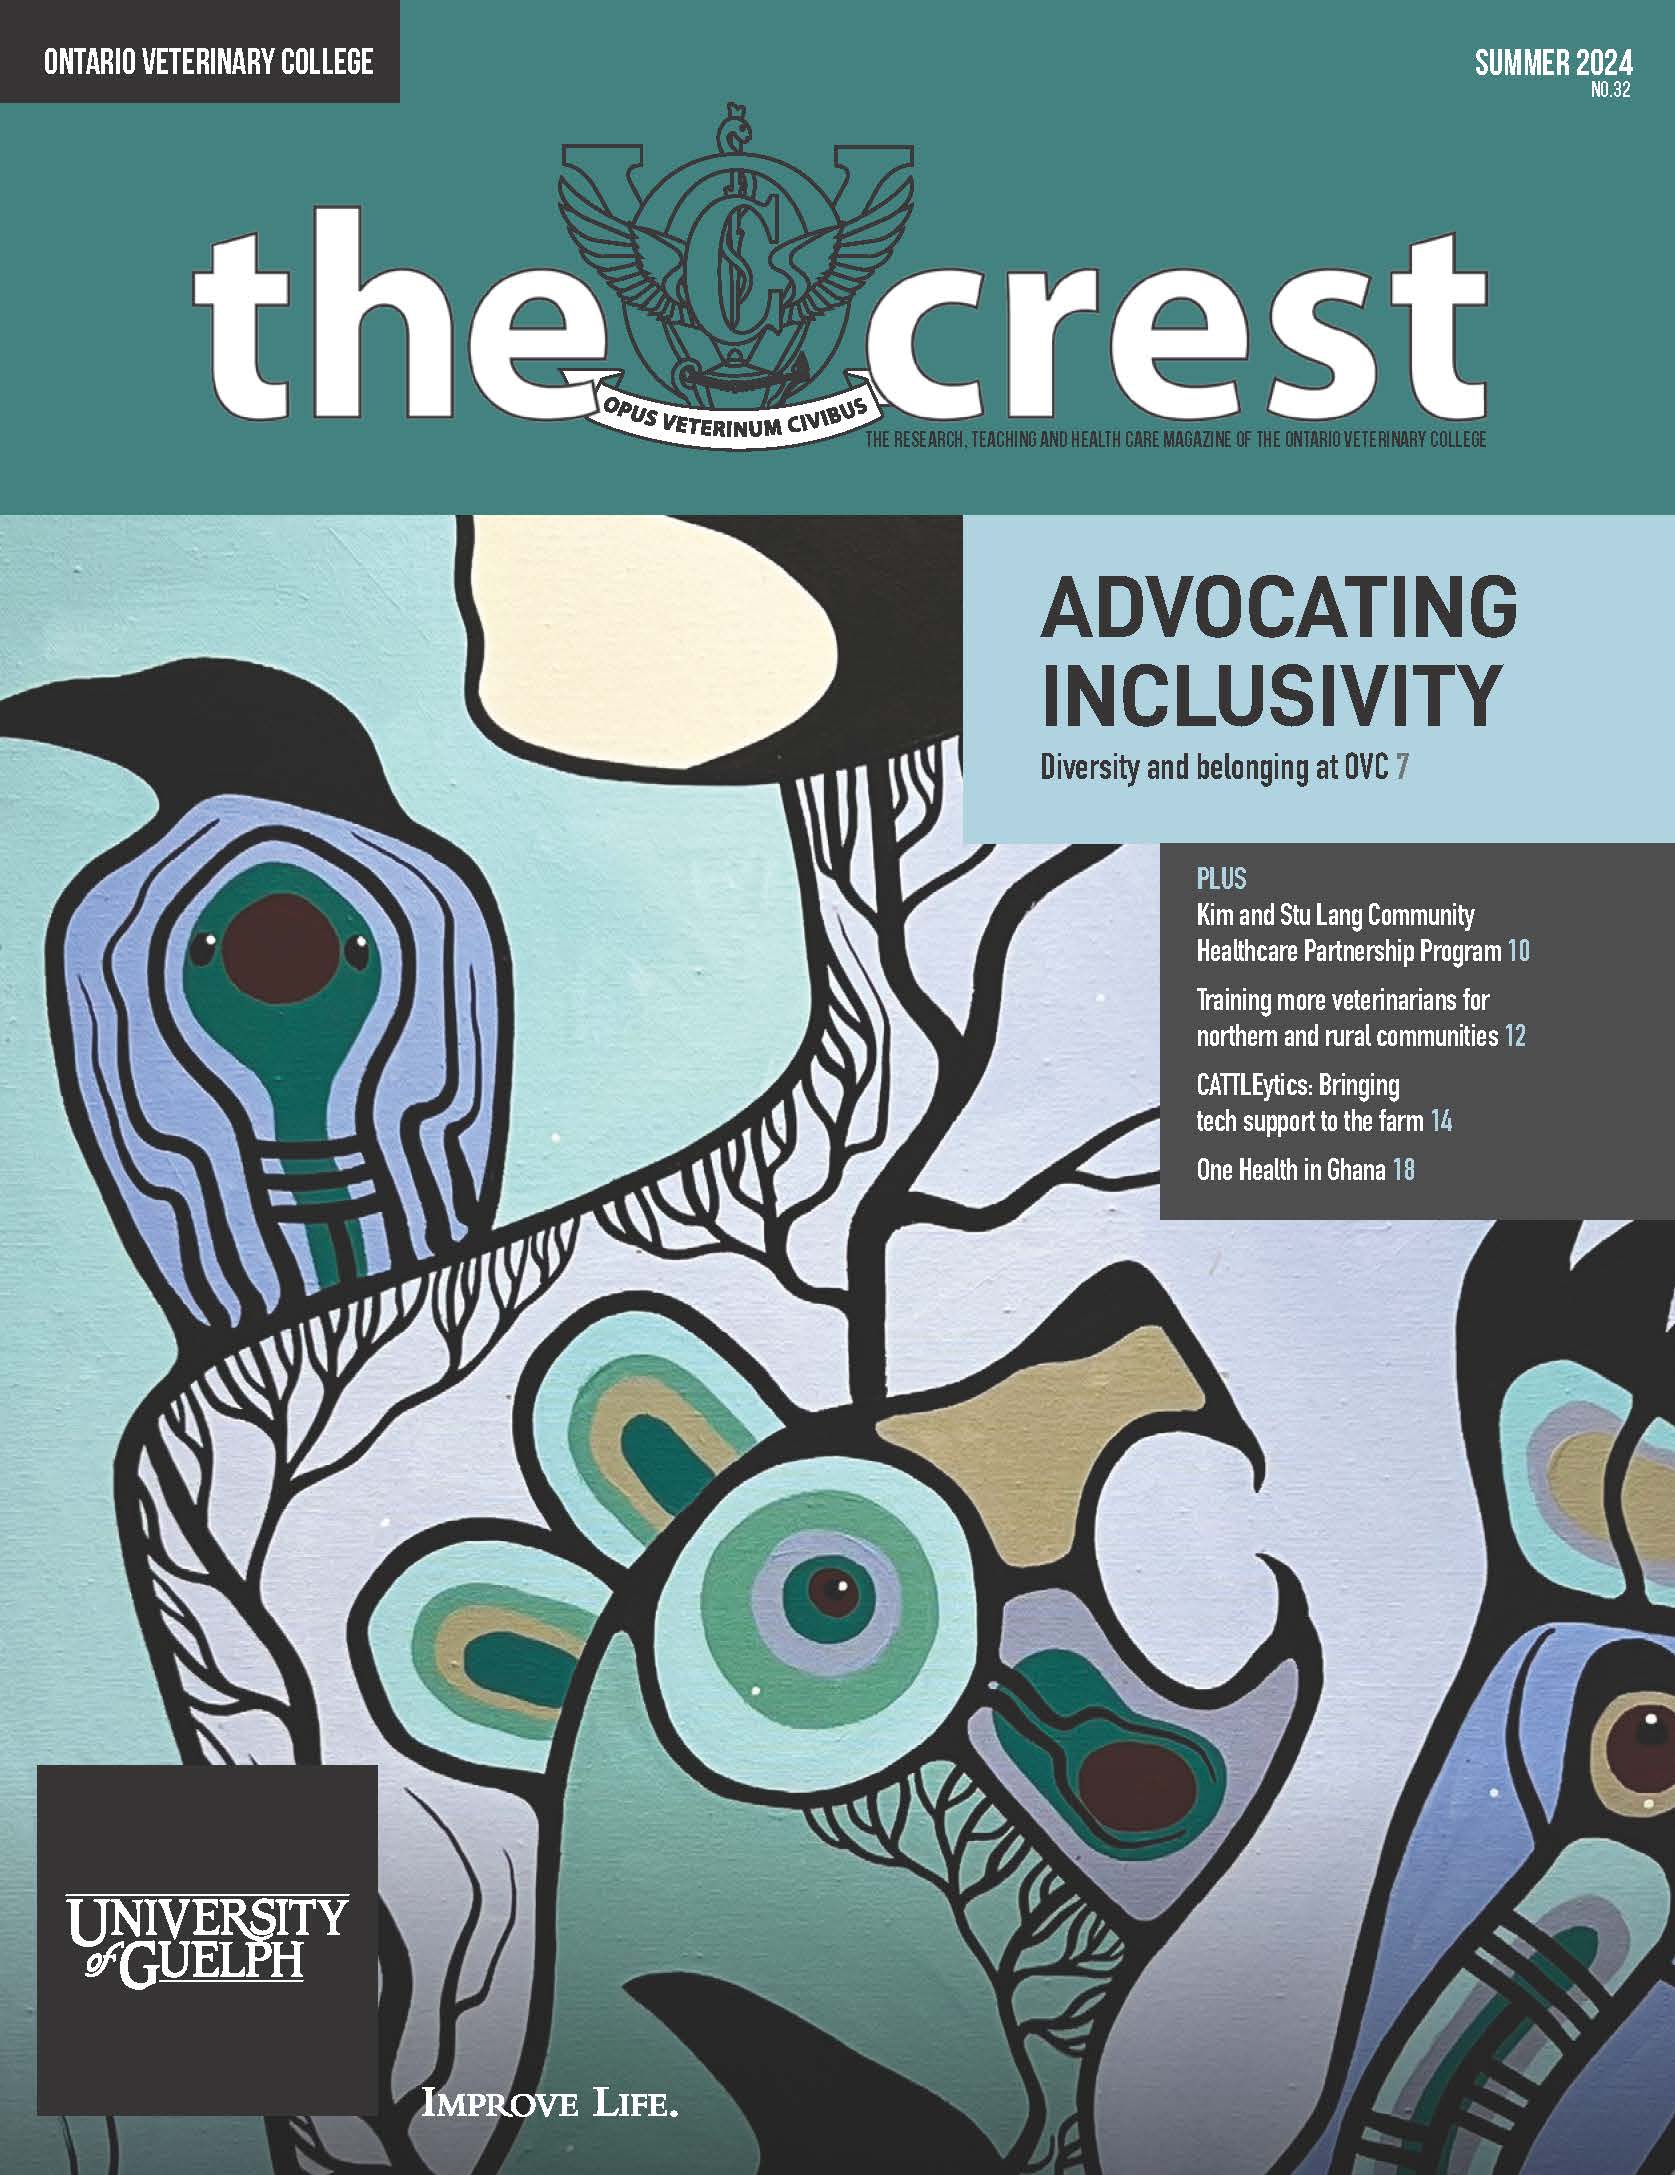 ONTARIO VETERINARY COLLEGE
SUMMER 2024
NO.32
OVC
the crest
OPUS VETERINUM CIVIBUS
THE RESEARCH, TEACHING AND HEALTH CARE MAGAZINE OF THE ONTARIO VETERINARY COLLEGE
ADVOCATING
INCLUSIVITY
Diversity and belonging at OVC 7
PLUS
Kim and Stu Lang Community
Healthcare Partnership Program 10
Training more veterinarians for
northern and rural communities 12
CATTLEytics: Bringing
tech support to the farm 14
One Health in Ghana 18
UNIVERSITY
of GUELPH
IMPROVE LIFE.